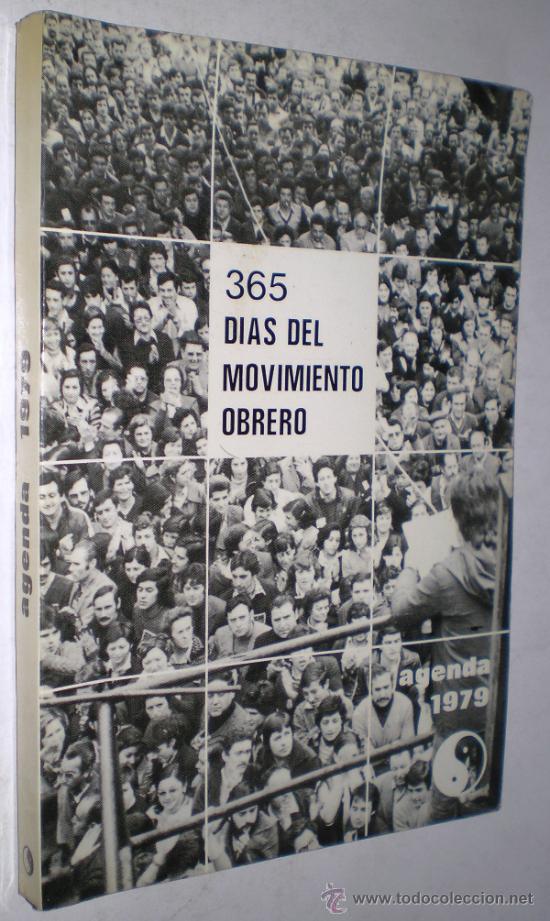 365
DIAS DEL
MOVIMIENTO
OBRERO
agenda
1979
agenda 1979
© www.todocoleccion.net